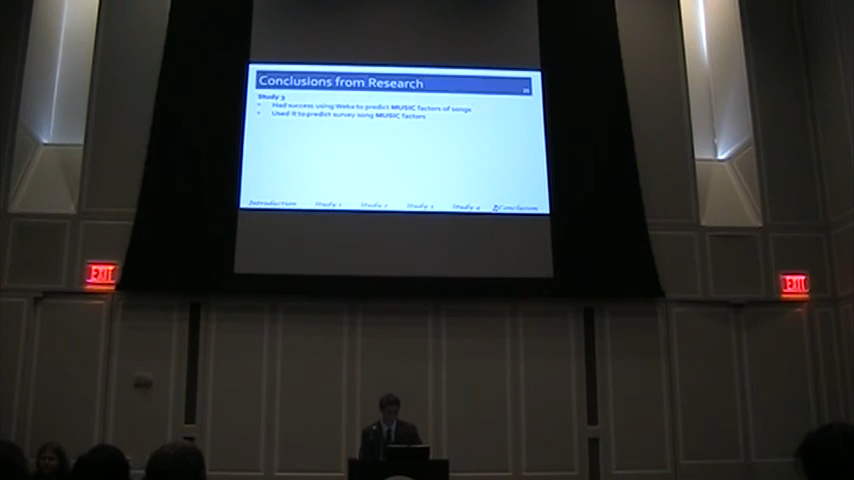 Conclusions from Research
Study 3
• Had success using Weka to predict MUSIC factors of songs
• Used it to predict survey song MUSIC factors
Introduction Study 1 Study 2 Study 3 Study 4 Conclusion
EXIT
EXIT